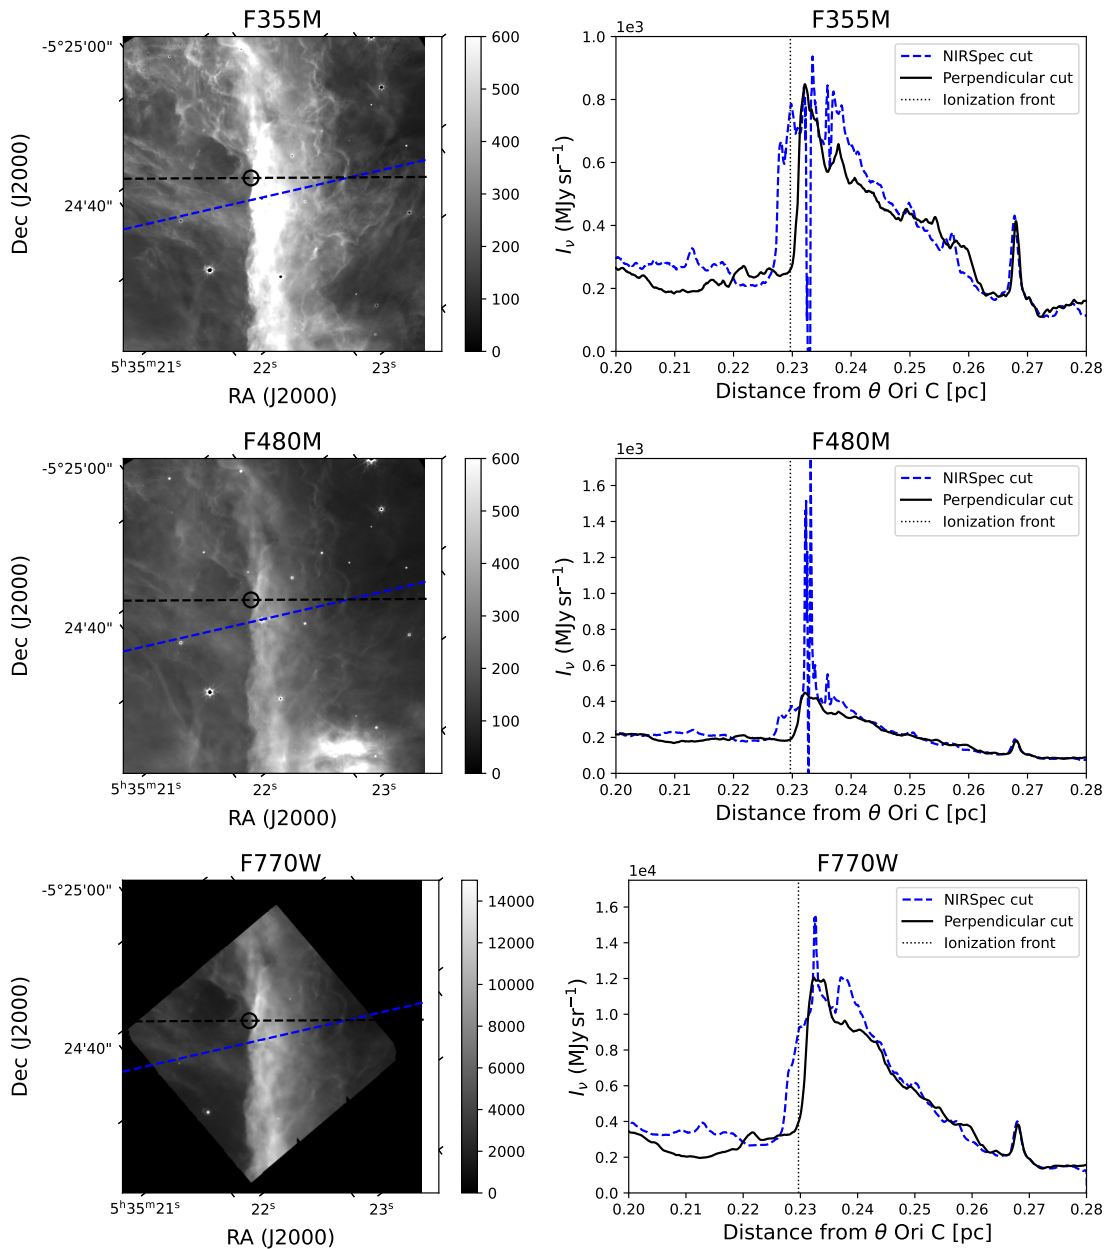 F355M
-5°25'00"
24'40"
Dec (J2000)
5ʰ35ᵐ21ˢ
22ˢ
23ˢ
RA (J2000)
600
500
400
300
200
100
0
F355M
1e3
1.0
0.8
0.6
0.4
0.2
0.0
Iν (MJy sr⁻¹)
NIRSpec cut
Perpendicular cut
Ionization front
0.20 0.21 0.22 0.23 0.24 0.25 0.26 0.27 0.28
Distance from θ Ori C [pc]
F480M
-5°25'00"
24'40"
Dec (J2000)
5ʰ35ᵐ21ˢ
22ˢ
23ˢ
RA (J2000)
600
500
400
300
200
100
0
F480M
1e3
1.6
1.4
1.2
1.0
0.8
0.6
0.4
0.2
0.0
Iν (MJy sr⁻¹)
NIRSpec cut
Perpendicular cut
Ionization front
0.20 0.21 0.22 0.23 0.24 0.25 0.26 0.27 0.28
Distance from θ Ori C [pc]
F770W
-5°25'00"
24'40"
Dec (J2000)
5ʰ35ᵐ21ˢ
22ˢ
23ˢ
RA (J2000)
14000
12000
10000
8000
6000
4000
2000
0
F770W
1e4
1.6
1.4
1.2
1.0
0.8
0.6
0.4
0.2
0.0
Iν (MJy sr⁻¹)
NIRSpec cut
Perpendicular cut
Ionization front
0.20 0.21 0.22 0.23 0.24 0.25 0.26 0.27 0.28
Distance from θ Ori C [pc]